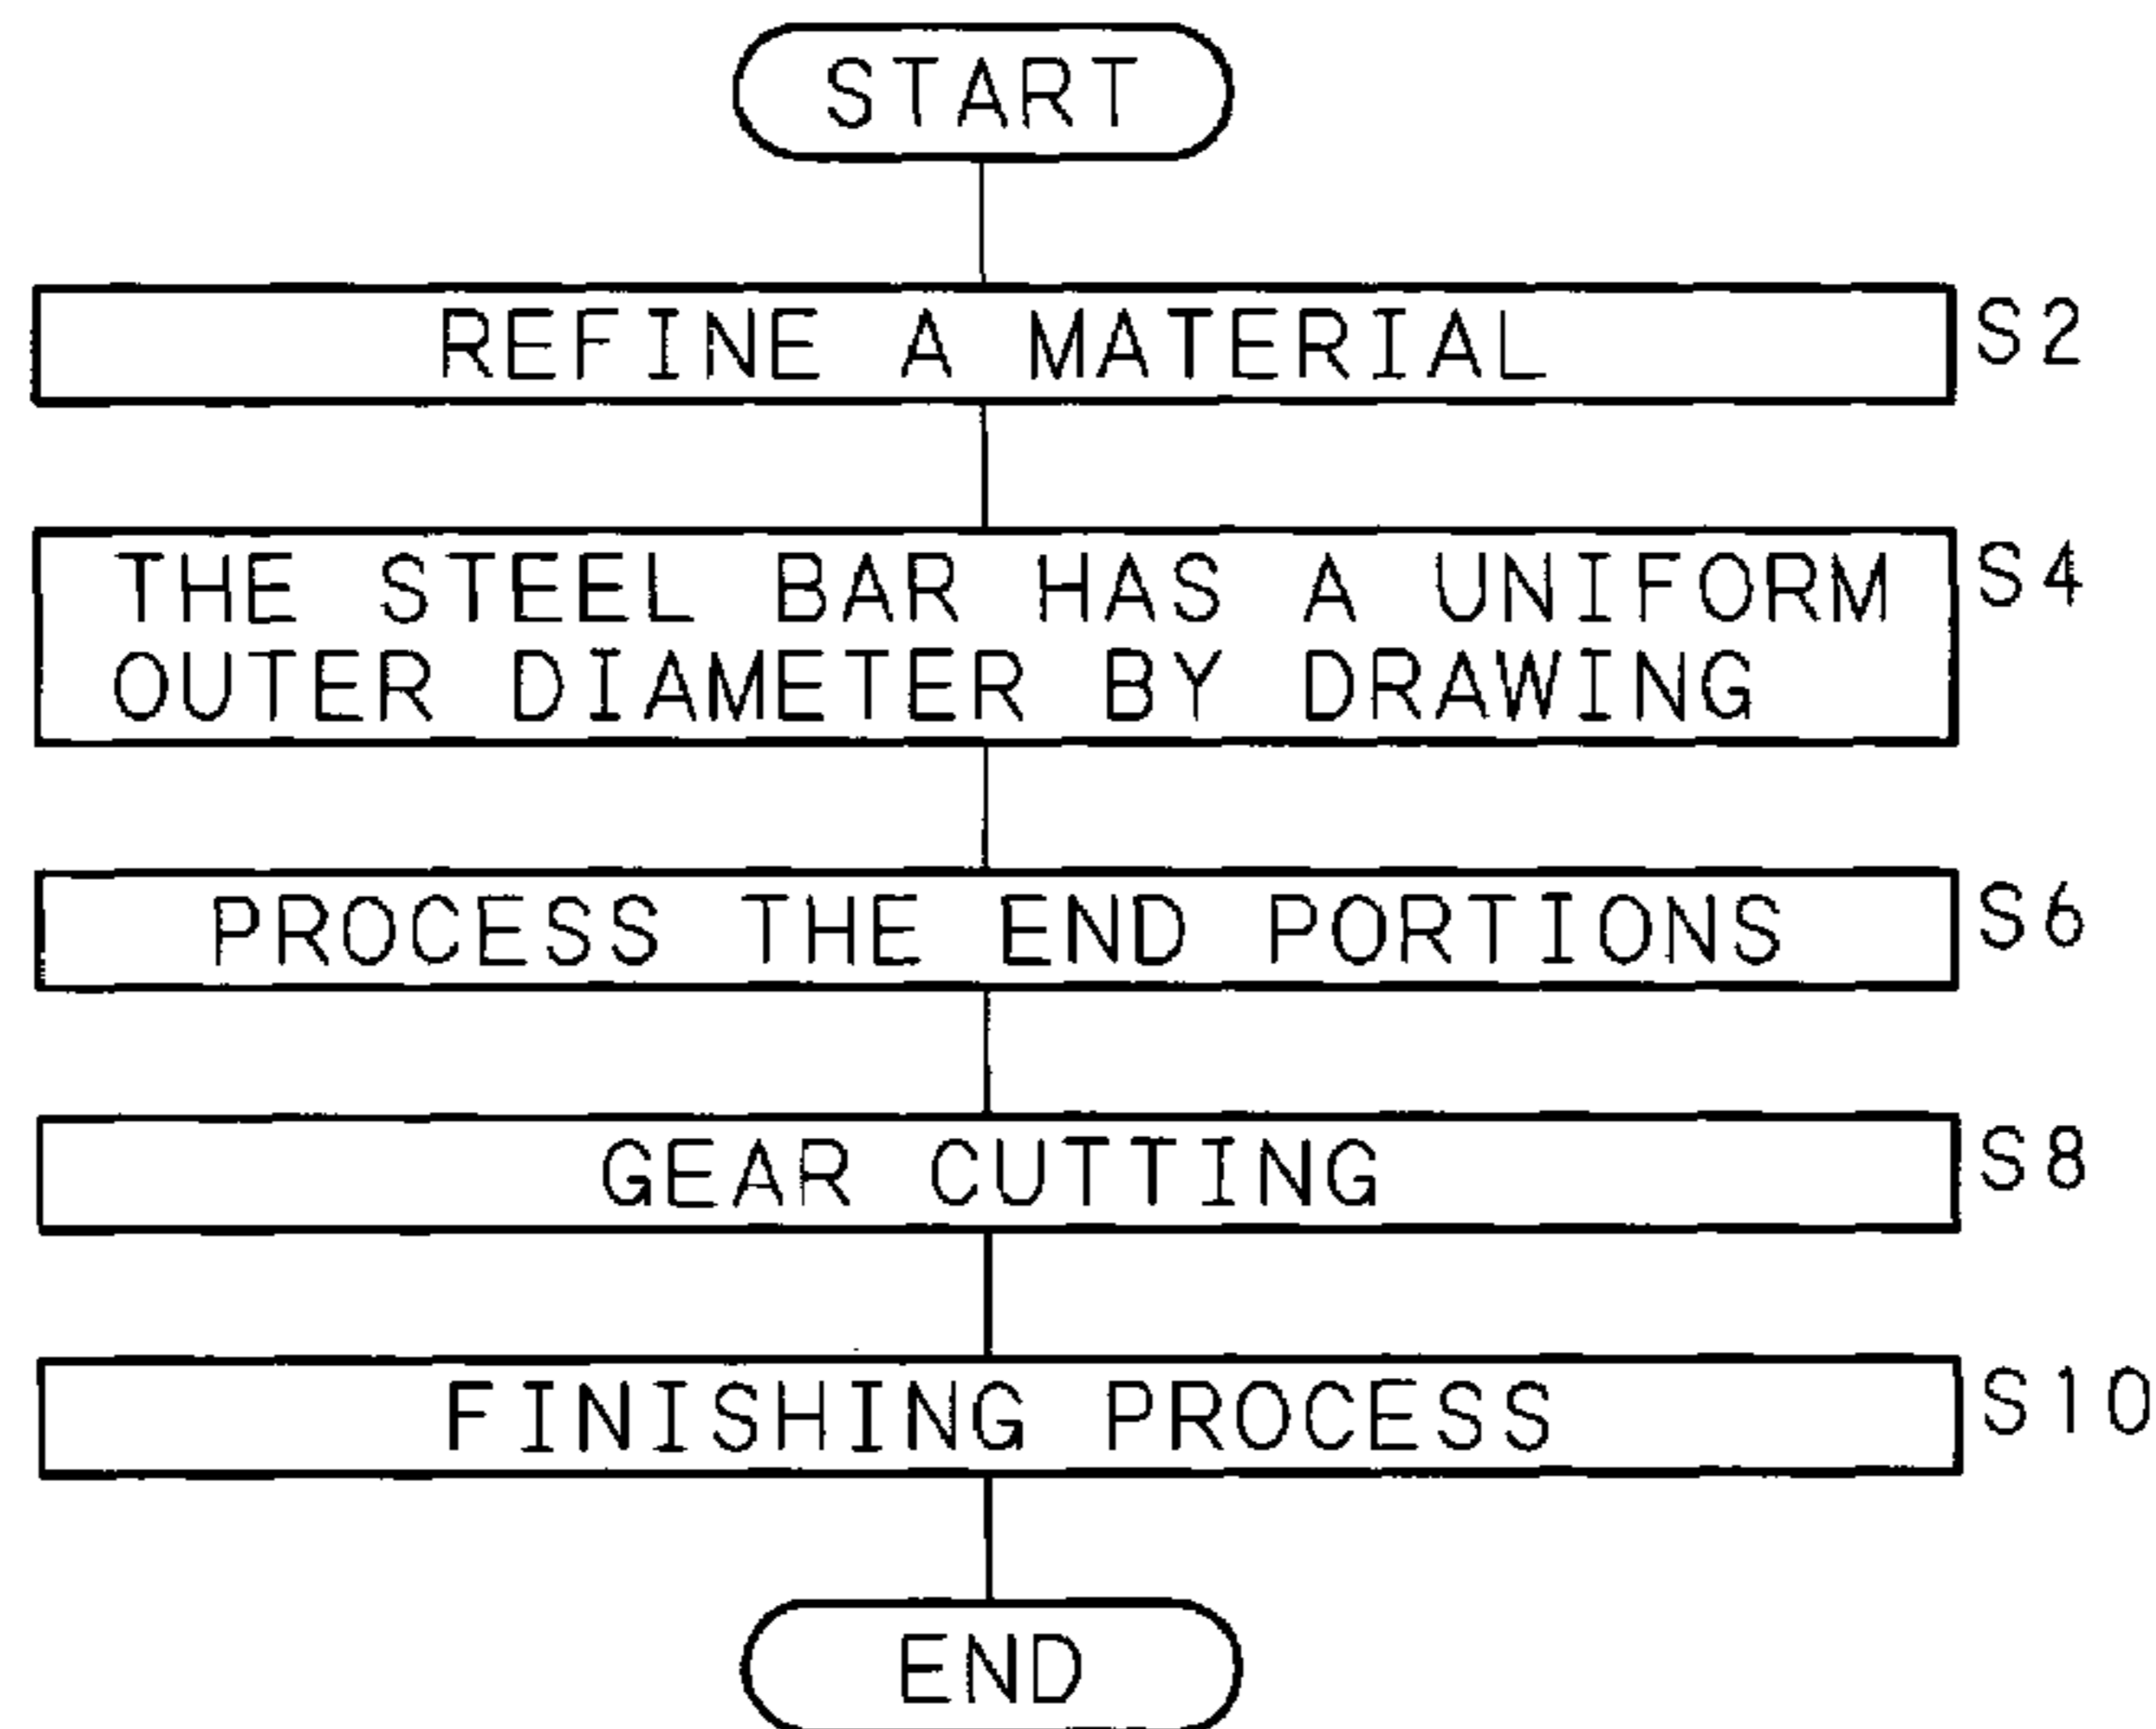 START
REFINE A MATERIAL S2
THE STEEL BAR HAS A UNIFORM S4
OUTER DIAMETER BY DRAWING
PROCESS THE END PORTIONS S6
GEAR CUTTING S8
FINISHING PROCESS S10
END